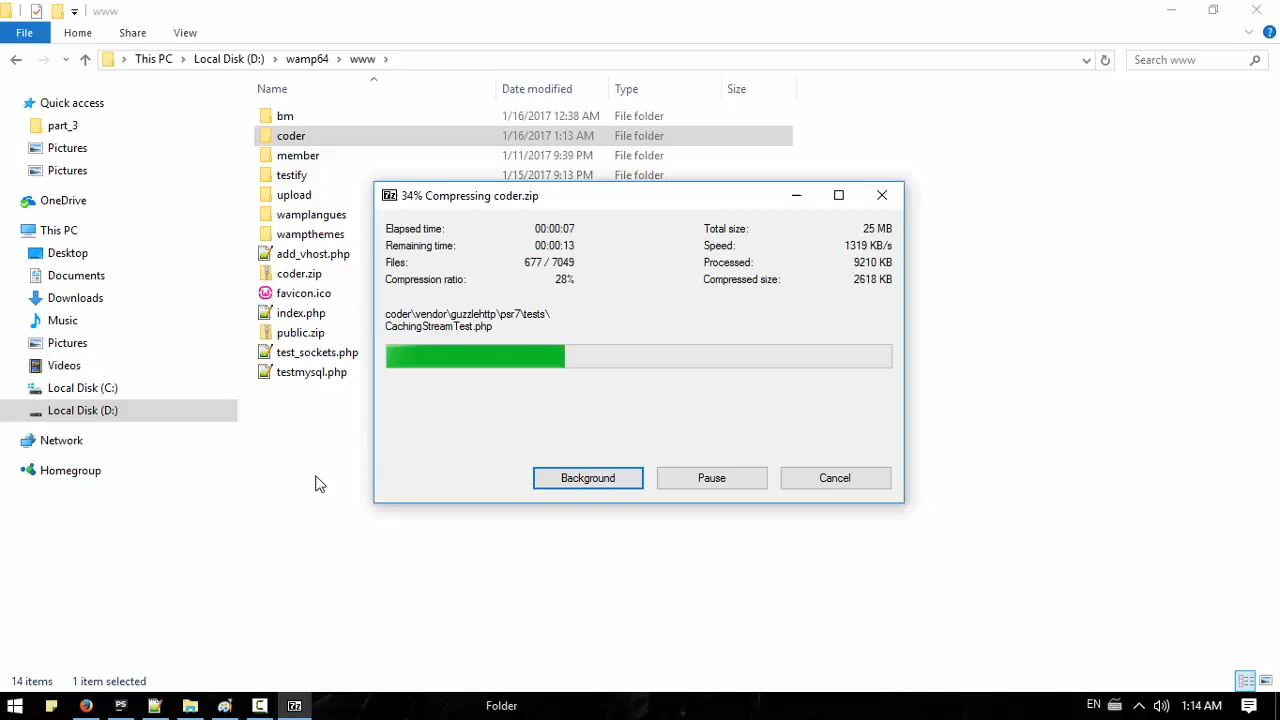 www
File Home Share View
This PC Local Disk (D:) wamp64 www Search www
Name Date modified Type Size
Quick access
part_3
Pictures
Pictures
OneDrive
This PC
Desktop
Documents
Downloads
Music
Pictures
Videos
Local Disk (C:)
Local Disk (D:)
Network
Homegroup
bm 1/16/2017 12:38 AM File folder
coder 1/16/2017 1:13 AM File folder
member 1/11/2017 9:39 PM File folder
testify 1/15/2017 9:13 PM File folder
upload
wamplangues
wampthemes
add_vhost.php
coder.zip
favicon.ico
index.php
public.zip
test_sockets.php
testmysql.php
7z 34% Compressing coder.zip
Elapsed time: 00:00:07 Total size: 25 MB
Remaining time: 00:00:13 Speed: 1319 KB/s
Files: 677 / 7049 Processed: 9210 KB
Compression ratio: 28% Compressed size: 2618 KB
coder\vendor\guzzlehttp\psr7\tests\
CachingStreamTest.php
Background Pause Cancel
14 items 1 item selected
PS C 7z Folder EN 1:14 AM